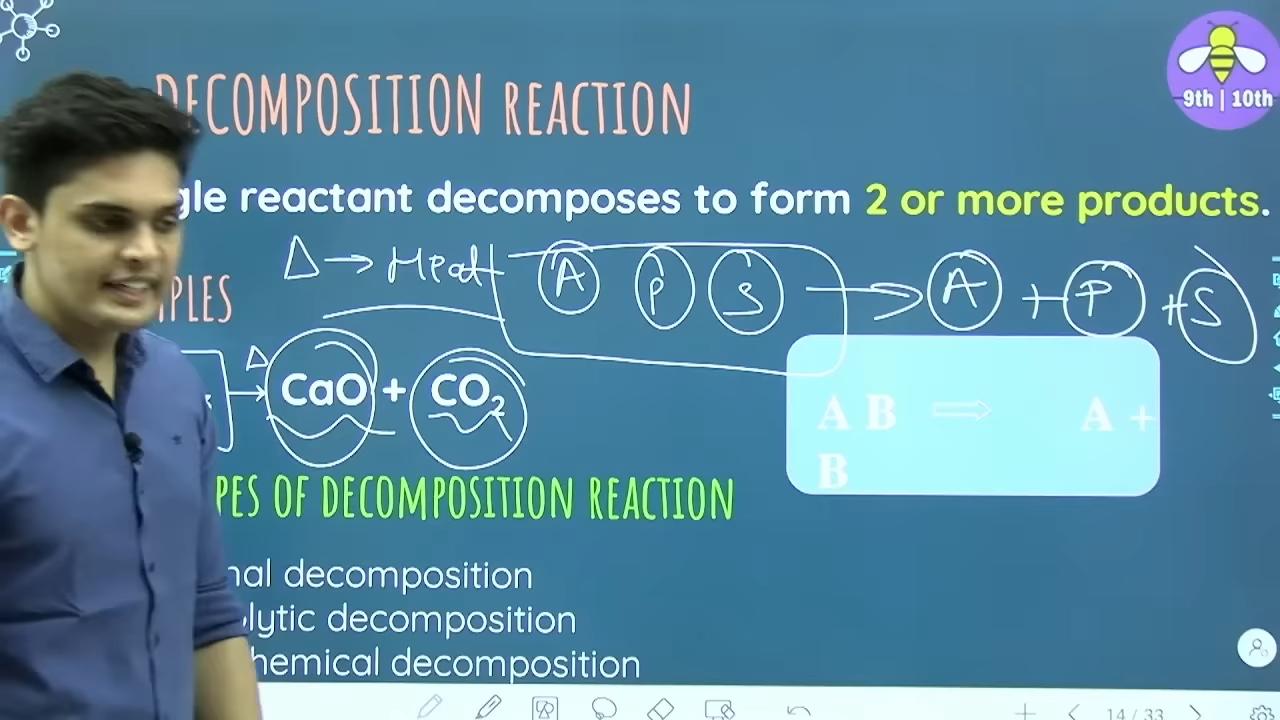 DECOMPOSITION REACTION
9th | 10th
gle reactant decomposes to form 2 or more products.
Δ → Heat
A P S → A + P + S
PLES
Δ
→ CaO + CO₂
A B ⇒ A +
B
PES OF DECOMPOSITION REACTION
nal decomposition
lytic decomposition
hemical decomposition
14 / 33